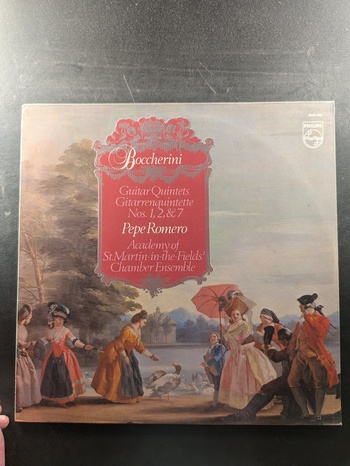 PHILIPS
Boccherini
Guitar Quintets
Gitarrenquintette
Nos. 1, 2, & 7
Pepe Romero
Academy of
St. Martin-in-the-Fields'
Chamber Ensemble